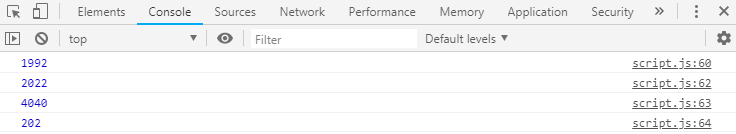 Elements Console Sources Network Performance Memory Application Security »
top Filter Default levels
1992 script.js:60
2022 script.js:62
4040 script.js:63
202 script.js:64